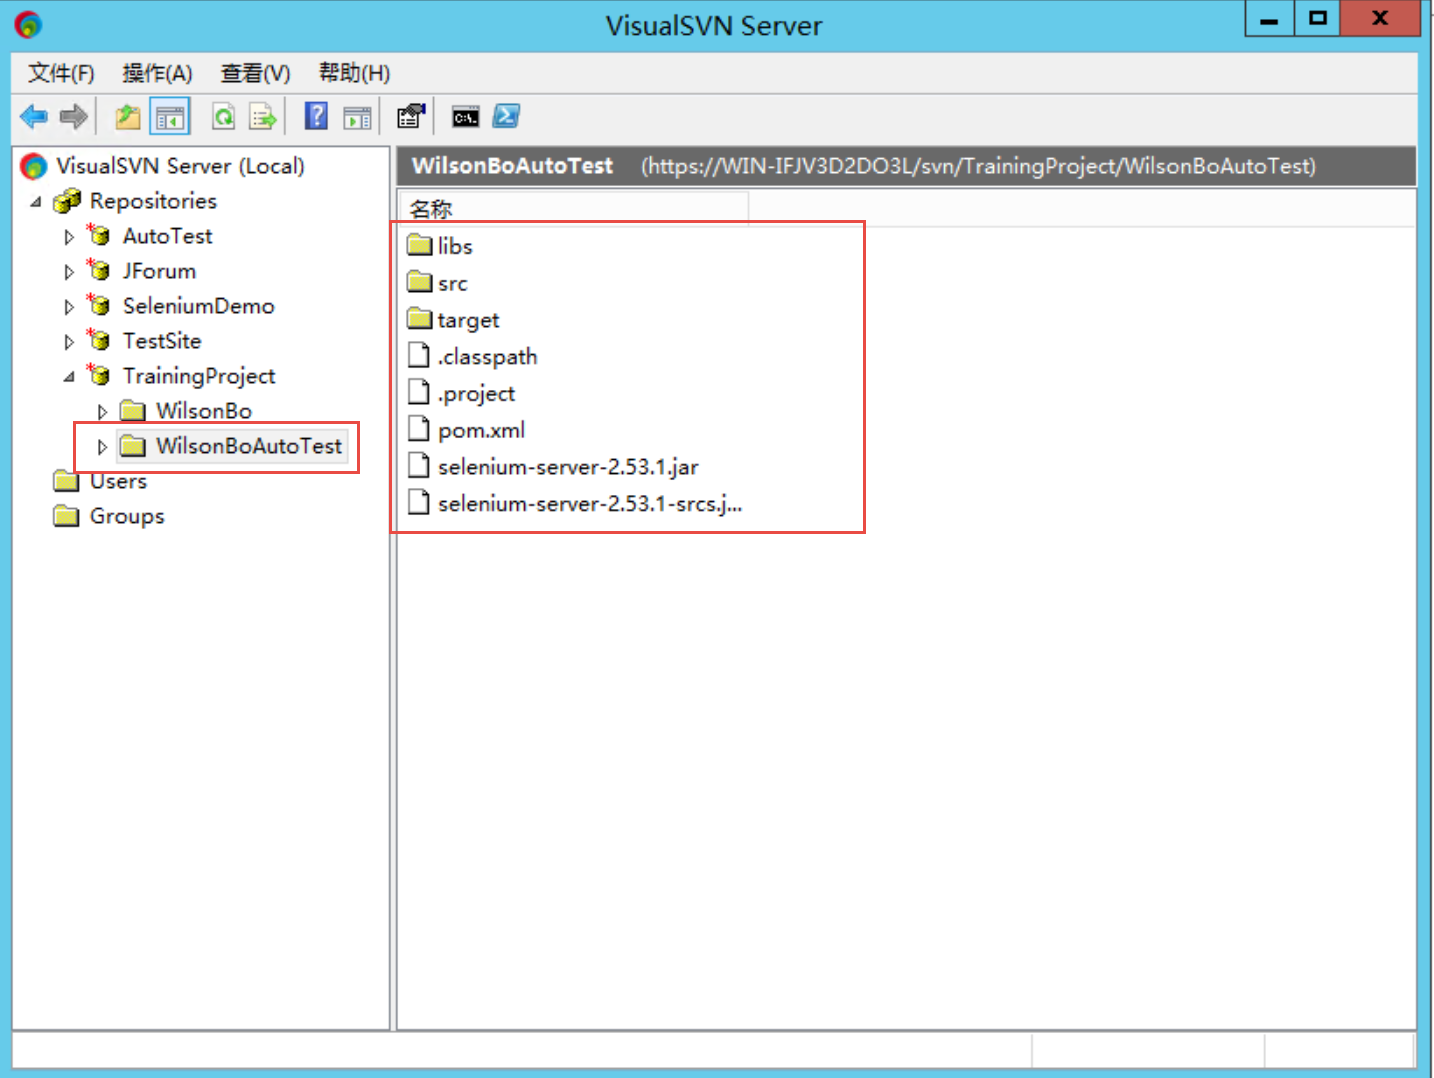 VisualSVN Server
文件(F) 操作(A) 查看(V) 帮助(H)
VisualSVN Server (Local)
Repositories
AutoTest
JForum
SeleniumDemo
TestSite
TrainingProject
WilsonBo
WilsonBoAutoTest
Users
Groups
WilsonBoAutoTest (https://WIN-IFJV3D2DO3L/svn/TrainingProject/WilsonBoAutoTest)
名称
libs
src
target
.classpath
.project
pom.xml
selenium-server-2.53.1.jar
selenium-server-2.53.1-srcs.j...